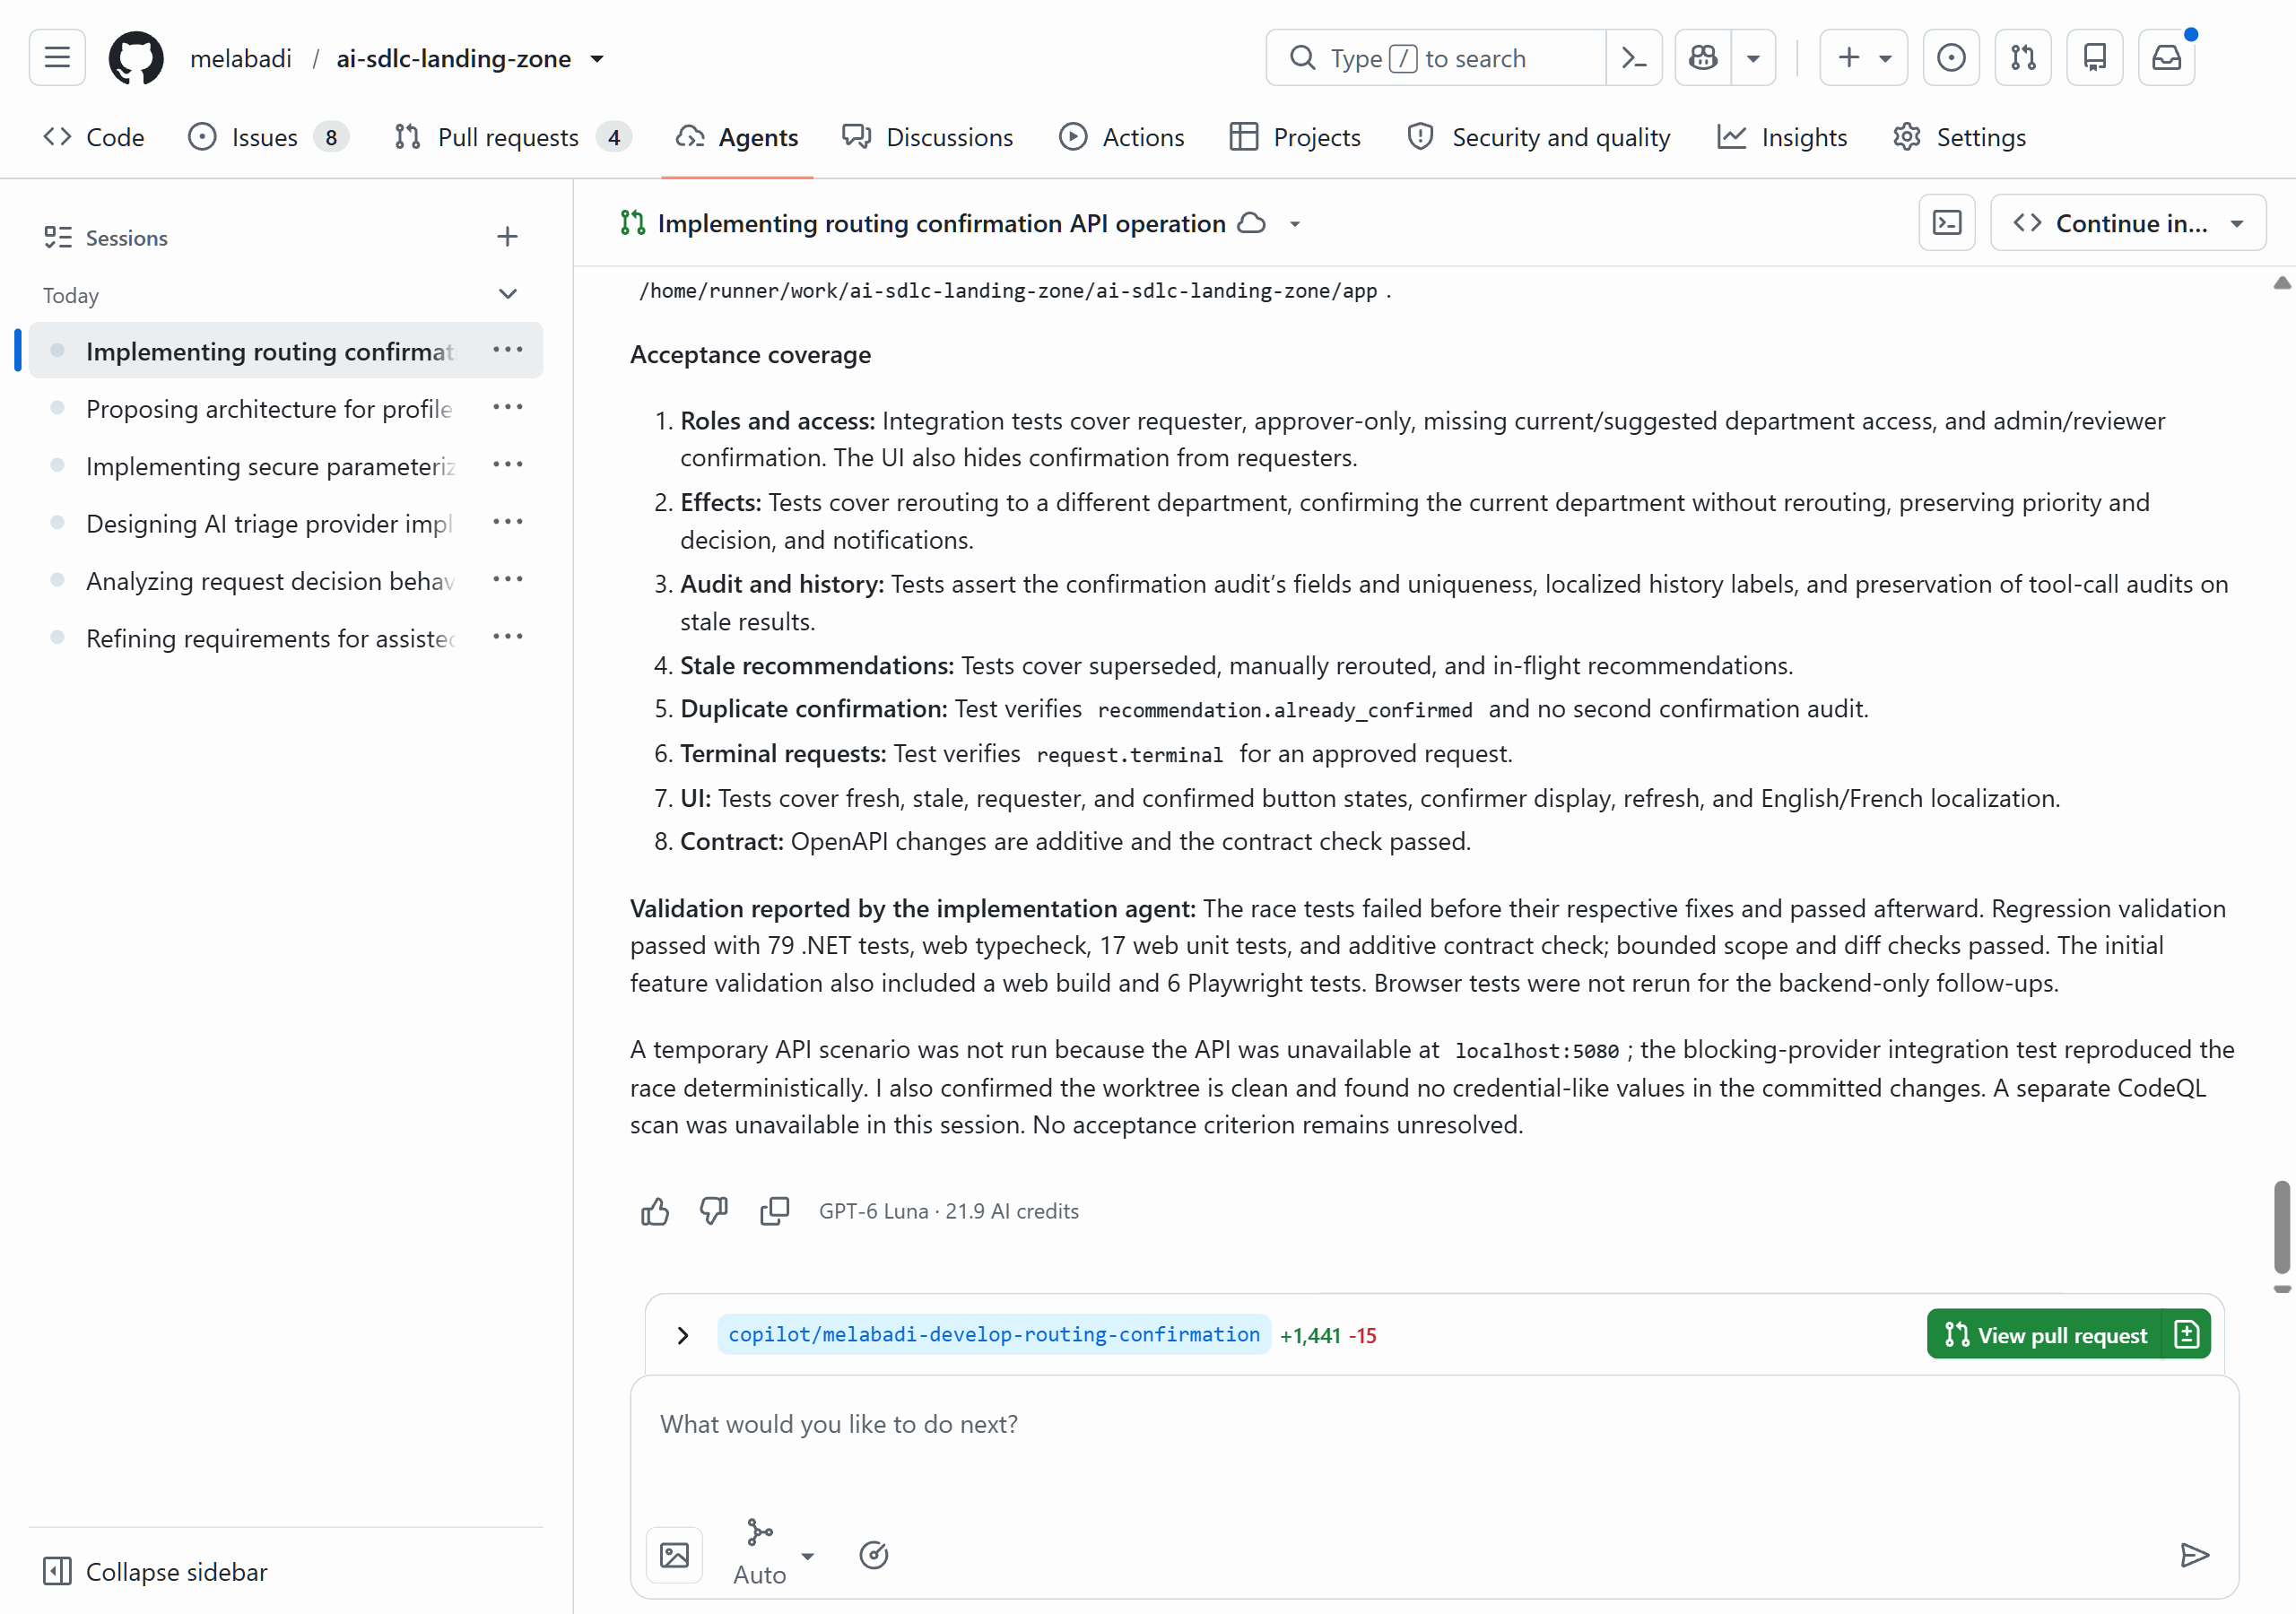 melabadi / ai-sdlc-landing-zone
Type / to search
Code
Issues 8
Pull requests 4
Agents
Discussions
Actions
Projects
Security and quality
Insights
Settings
Sessions
Today
Implementing routing confirmat
Proposing architecture for profile
Implementing secure parameteriz
Designing AI triage provider impl
Analyzing request decision behav
Refining requirements for assisted
Collapse sidebar
Implementing routing confirmation API operation
Continue in...
/home/runner/work/ai-sdlc-landing-zone/ai-sdlc-landing-zone/app .
Acceptance coverage
1. Roles and access: Integration tests cover requester, approver-only, missing current/suggested department access, and admin/reviewer
confirmation. The UI also hides confirmation from requesters.
2. Effects: Tests cover rerouting to a different department, confirming the current department without rerouting, preserving priority and
decision, and notifications.
3. Audit and history: Tests assert the confirmation audit’s fields and uniqueness, localized history labels, and preservation of tool-call audits on
stale results.
4. Stale recommendations: Tests cover superseded, manually rerouted, and in-flight recommendations.
5. Duplicate confirmation: Test verifies recommendation.already_confirmed and no second confirmation audit.
6. Terminal requests: Test verifies request.terminal for an approved request.
7. UI: Tests cover fresh, stale, requester, and confirmed button states, confirmer display, refresh, and English/French localization.
8. Contract: OpenAPI changes are additive and the contract check passed.
Validation reported by the implementation agent: The race tests failed before their respective fixes and passed afterward. Regression validation
passed with 79 .NET tests, web typecheck, 17 web unit tests, and additive contract check; bounded scope and diff checks passed. The initial
feature validation also included a web build and 6 Playwright tests. Browser tests were not rerun for the backend-only follow-ups.
A temporary API scenario was not run because the API was unavailable at localhost:5080 ; the blocking-provider integration test reproduced the
race deterministically. I also confirmed the worktree is clean and found no credential-like values in the committed changes. A separate CodeQL
scan was unavailable in this session. No acceptance criterion remains unresolved.
GPT-6 Luna · 21.9 AI credits
copilot/melabadi-develop-routing-confirmation +1,441 -15
View pull request
What would you like to do next?
Auto